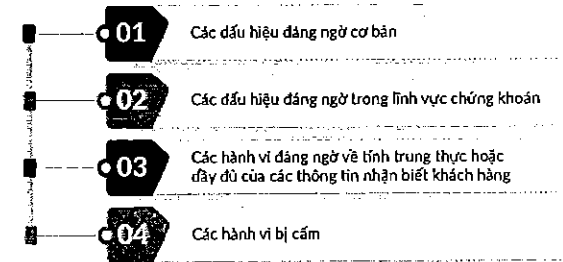 01
Các dấu hiệu đáng ngờ cơ bản
02
Các dấu hiệu đáng ngờ trong lĩnh vực chứng khoán
03
Các hành vi đáng ngờ về tính trung thực hoặc
đầy đủ của các thông tin nhận biết khách hàng
04
Các hành vi bị cấm